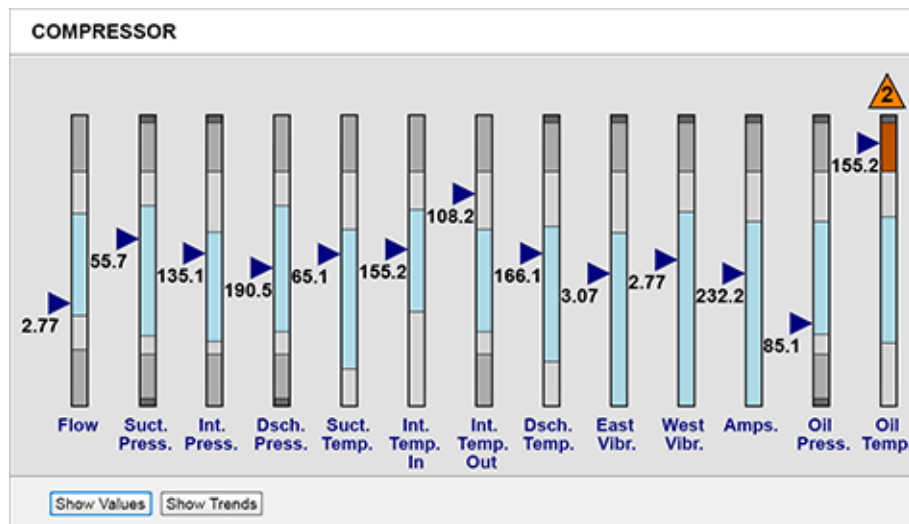 COMPRESSOR
2
155.2
108.2
55.7
135.1
190.5
65.1
155.2
166.1
3.07
2.77
232.2
2.77
85.1
Flow
Suct.
Press.
Int.
Press.
Dsch.
Press.
Suct.
Temp.
Int.
Temp.
In
Int.
Temp.
Out
Dsch.
Temp.
East
Vibr.
West
Vibr.
Amps.
Oil
Press.
Oil
Temp.
Show Values
Show Trends